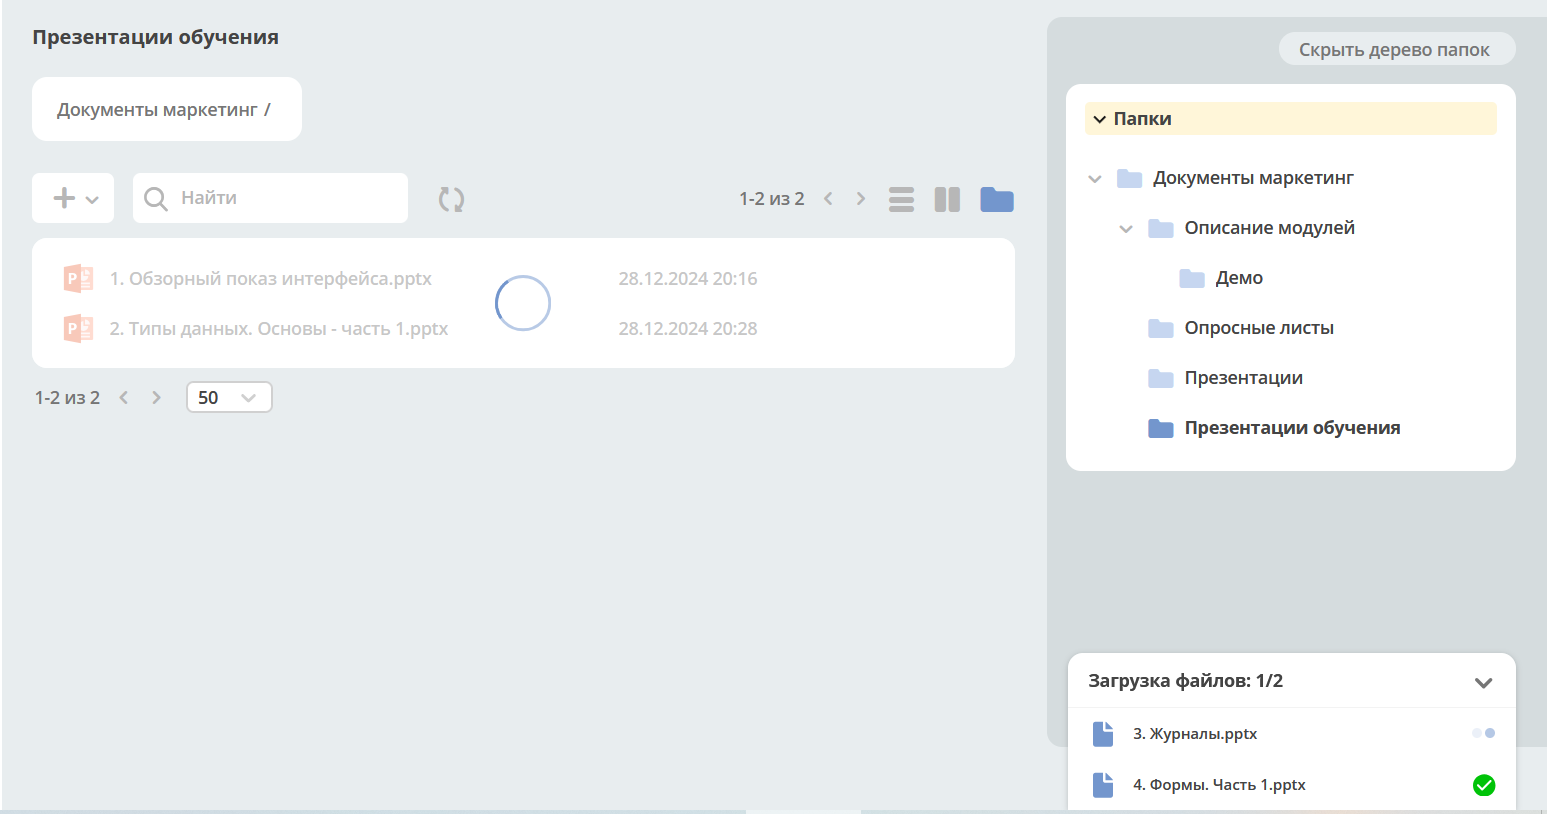 Презентации обучения
Документы маркетинг /
Найти
1-2 из 2
P 1. Обзорный показ интерфейса.pptx 28.12.2024 20:16
P 2. Типы данных. Основы - часть 1.pptx 28.12.2024 20:28
1-2 из 2
50
Скрыть дерево папок
Папки
Документы маркетинг
Описание модулей
Демо
Опросные листы
Презентации
Презентации обучения
Загрузка файлов: 1/2
3. Журналы.pptx
4. Формы. Часть 1.pptx